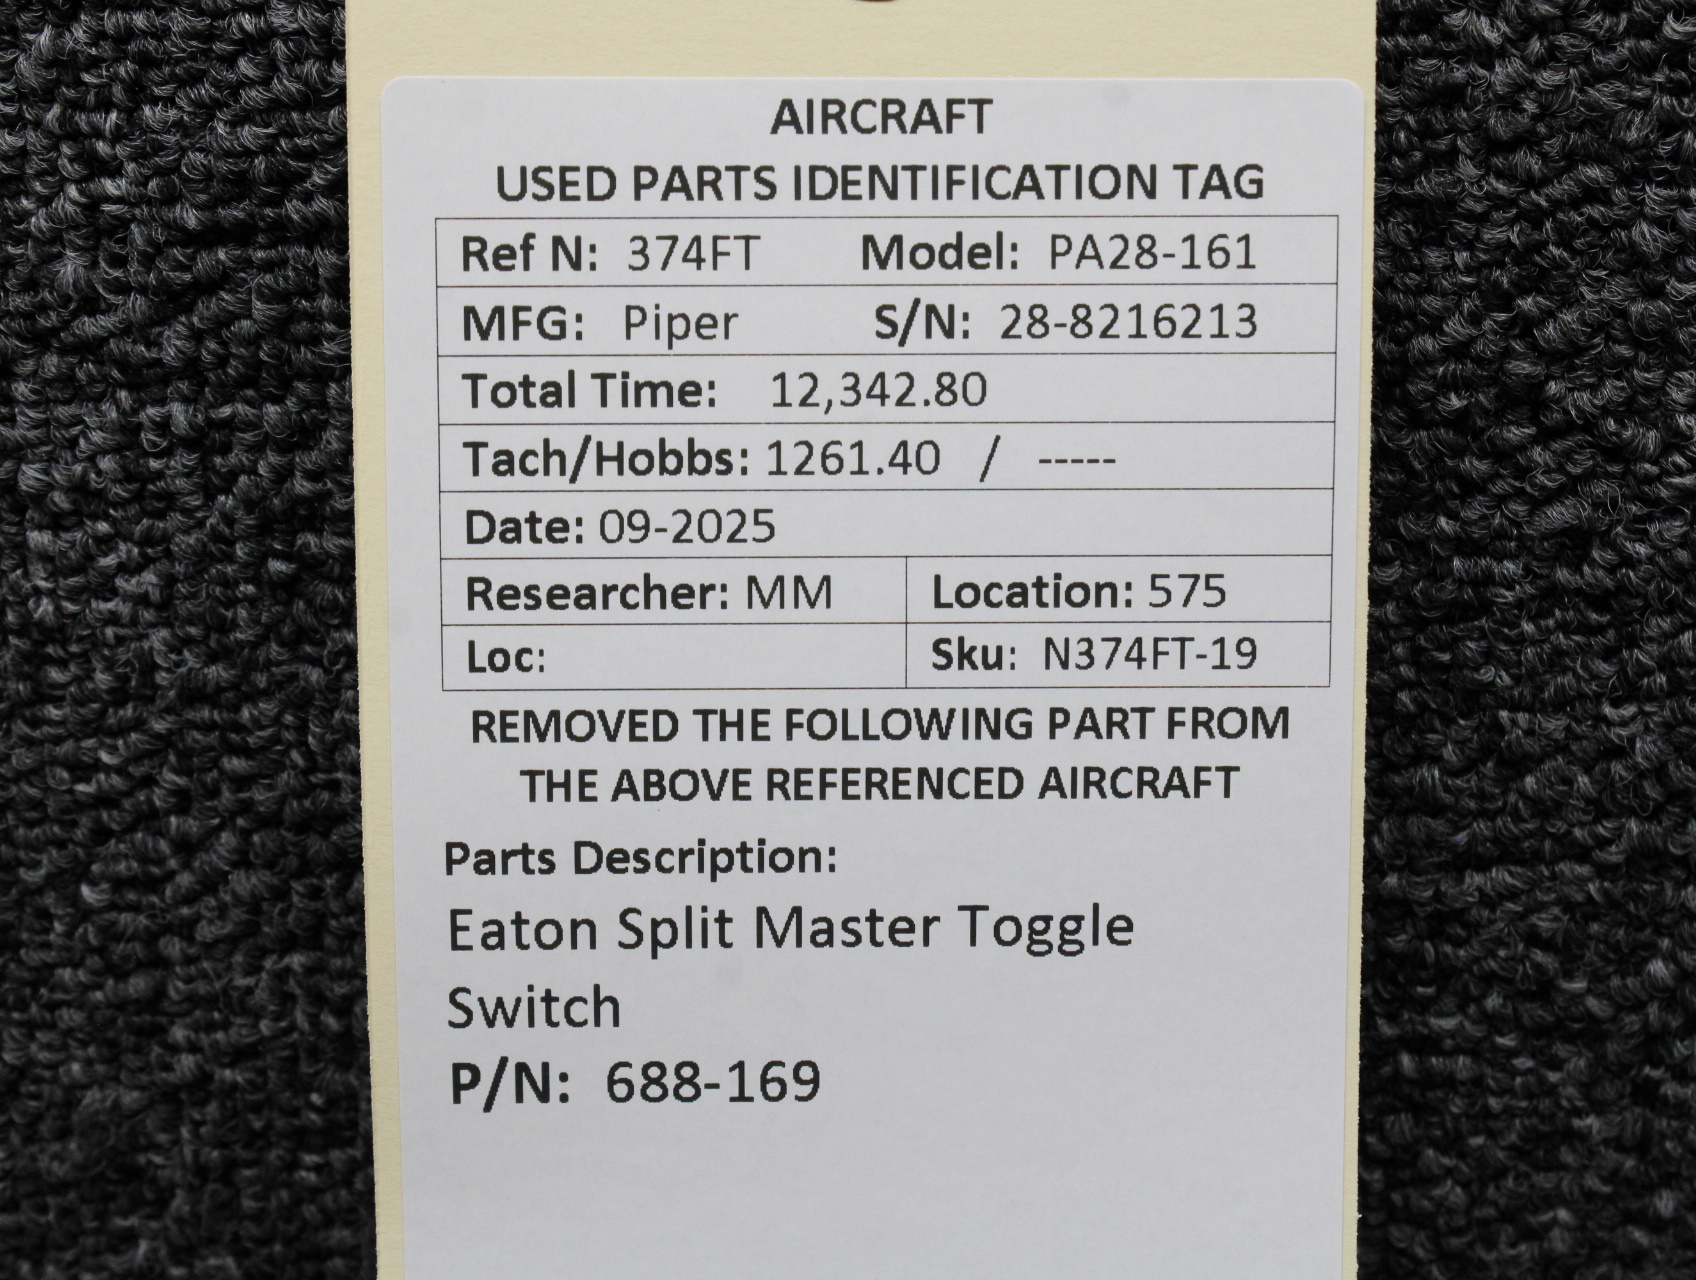 AIRCRAFT
USED PARTS IDENTIFICATION TAG
Ref N: 374FT Model: PA28-161
MFG: Piper S/N: 28-8216213
Total Time: 12,342.80
Tach/Hobbs: 1261.40 / -----
Date: 09-2025
Researcher: MM Location: 575
Loc: Sku: N374FT-19
REMOVED THE FOLLOWING PART FROM
THE ABOVE REFERENCED AIRCRAFT
Parts Description:
Eaton Split Master Toggle
Switch
P/N: 688-169